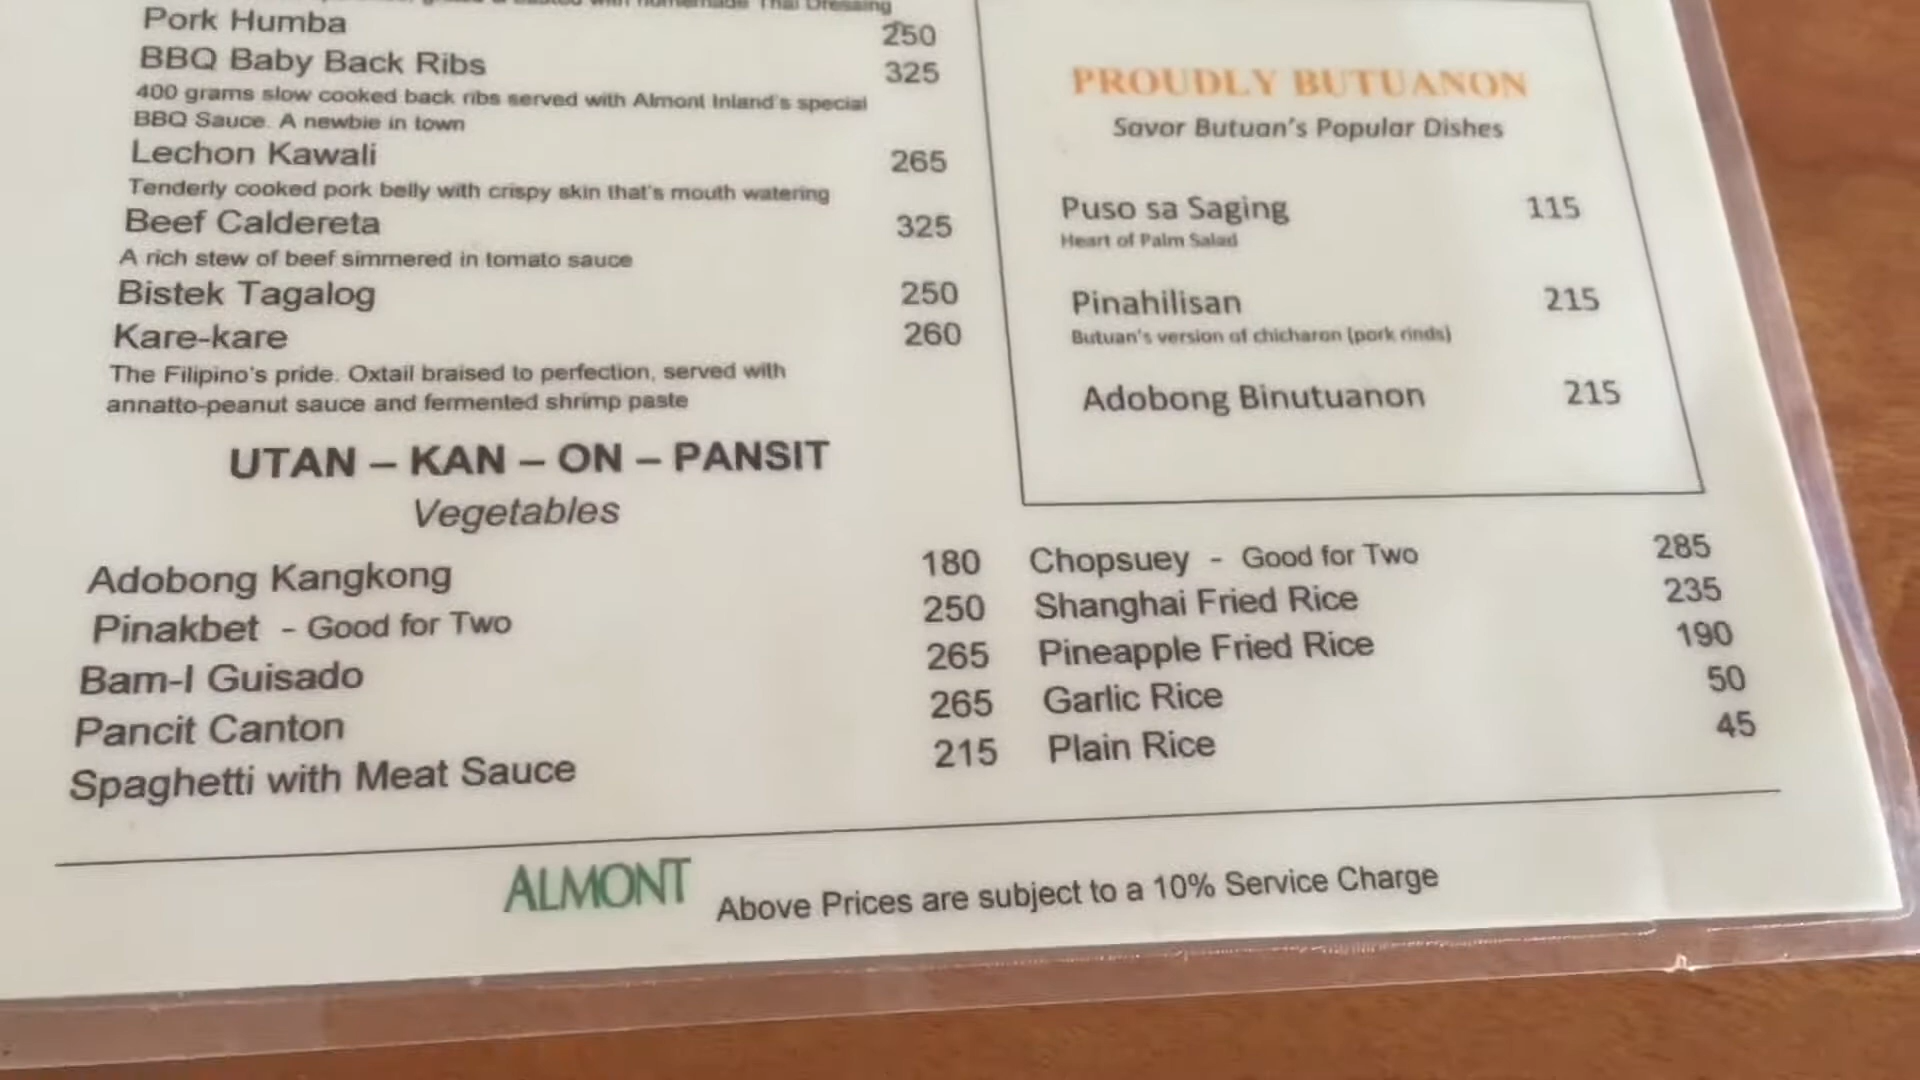 with homemade Thai Dressing
Pork Humba 250
BBQ Baby Back Ribs 325
400 grams slow cooked back ribs served with Almont Inland's special
BBQ Sauce. A newbie in town
Lechon Kawali 265
Tenderly cooked pork belly with crispy skin that's mouth watering
Beef Caldereta 325
A rich stew of beef simmered in tomato sauce
Bistek Tagalog 250
Kare-kare 260
The Filipino's pride. Oxtail braised to perfection, served with
annatto-peanut sauce and fermented shrimp paste
PROUDLY BUTUANON
Savor Butuan's Popular Dishes
Puso sa Saging 115
Heart of Palm Salad
Pinahilisan 215
Butuan's version of chicharon (pork rinds)
Adobong Binutuanon 215
UTAN – KAN – ON – PANSIT
Vegetables
Adobong Kangkong 180
Pinakbet - Good for Two 250
Bam-I Guisado 265
Pancit Canton 265
Spaghetti with Meat Sauce 215
Chopsuey - Good for Two 285
Shanghai Fried Rice 235
Pineapple Fried Rice 190
Garlic Rice 50
Plain Rice 45
ALMONT Above Prices are subject to a 10% Service Charge